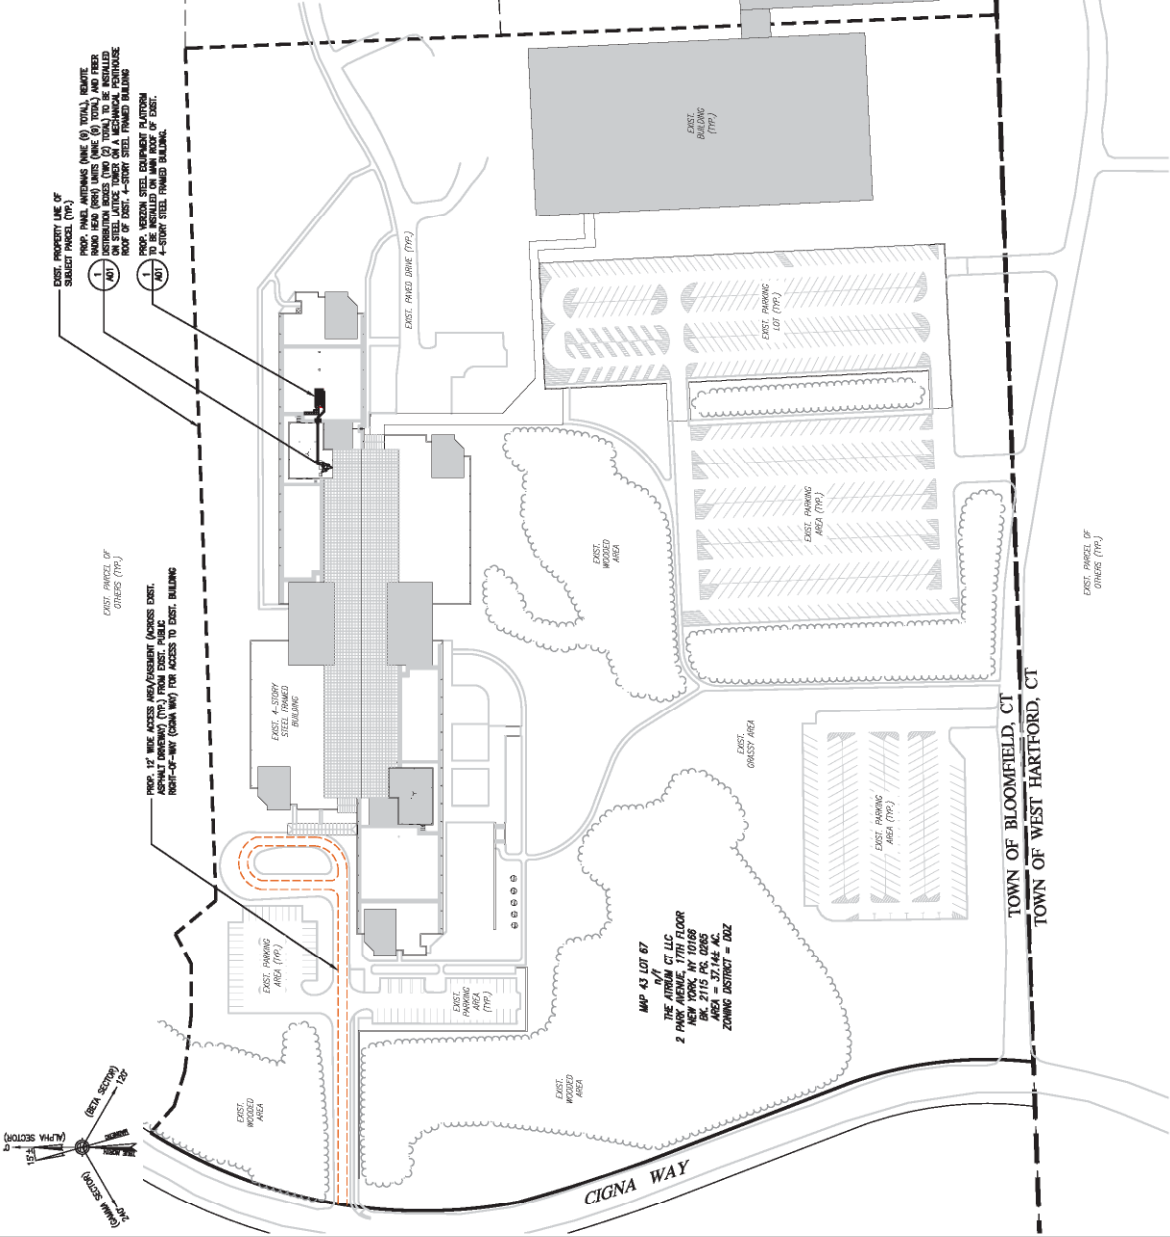 EXIST. PROPERTY LINE OF
SUBJECT PARCEL (TYP.)
PROP. PANEL ANTENNAS (NINE (9) TOTAL), REMOTE
RADIO HEAD (RRH) UNITS (NINE (9) TOTAL) AND FIBER
DISTRIBUTION BOXES (TWO (2) TOTAL) TO BE INSTALLED
ON STEEL LATTICE TOWER ON A MECHANICAL PENTHOUSE
ROOF OF EXIST. 4-STORY STEEL FRAMED BUILDING
1
A01
PROP. VERIZON STEEL EQUIPMENT PLATFORM
TO BE INSTALLED ON MAIN ROOF OF EXIST.
4-STORY STEEL FRAMED BUILDING.
1
A01
EXIST.
BUILDING
(TYP.)
EXIST. PAVED DRIVE (TYP.)
EXIST. PARKING
LOT (TYP.)
EXIST. PARKING
AREA (TYP.)
EXIST.
WOODED
AREA
EXIST. PARCEL OF
OTHERS (TYP.)
EXIST. PARCEL OF
OTHERS (TYP.)
PROP. 12' WIDE ACCESS AREA/EASEMENT (ACROSS EXIST.
ASPHALT DRIVEWAY) (TYP.) FROM EXIST. PUBLIC
RIGHT-OF-WAY (CIGNA WAY) FOR ACCESS TO EXIST. BUILDING
EXIST. 4-STORY
STEEL FRAMED
BUILDING
EXIST.
GRASSY AREA
EXIST. PARKING
AREA (TYP.)
TOWN OF BLOOMFIELD, CT
TOWN OF WEST HARTFORD, CT
EXIST. PARKING
AREA (TYP.)
EXIST.
PARKING
AREA
(TYP.)
MAP 43 LOT 67
n/f
THE ATRIUM CT LLC
2 PARK AVENUE, 17TH FLOOR
NEW YORK, NY 10166
BK. 2115 PG. 0265
AREA = 37.14± AC.
ZONING DISTRICT = DDZ
EXIST.
WOODED
AREA
EXIST.
WOODED
AREA
CIGNA WAY
(ALPHA SECTOR)
15°±
(BETA SECTOR)
120°
(GAMMA SECTOR)
240°
TRUE NORTH